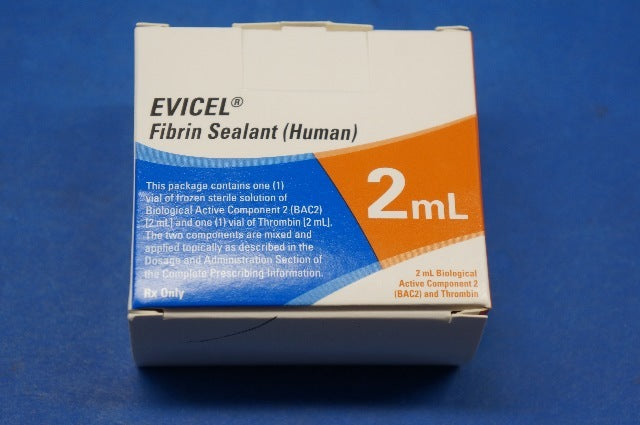 EVICEL®
Fibrin Sealant (Human)
This package contains one (1)
vial of frozen sterile solution of
Biological Active Component 2 (BAC2)
[2 mL] and one (1) vial of Thrombin [2 mL].
The two components are mixed and
applied topically as described in the
Dosage and Administration Section of
the Complete Prescribing Information.
Rx Only
2 mL
2 mL Biological
Active Component 2
(BAC2) and Thrombin